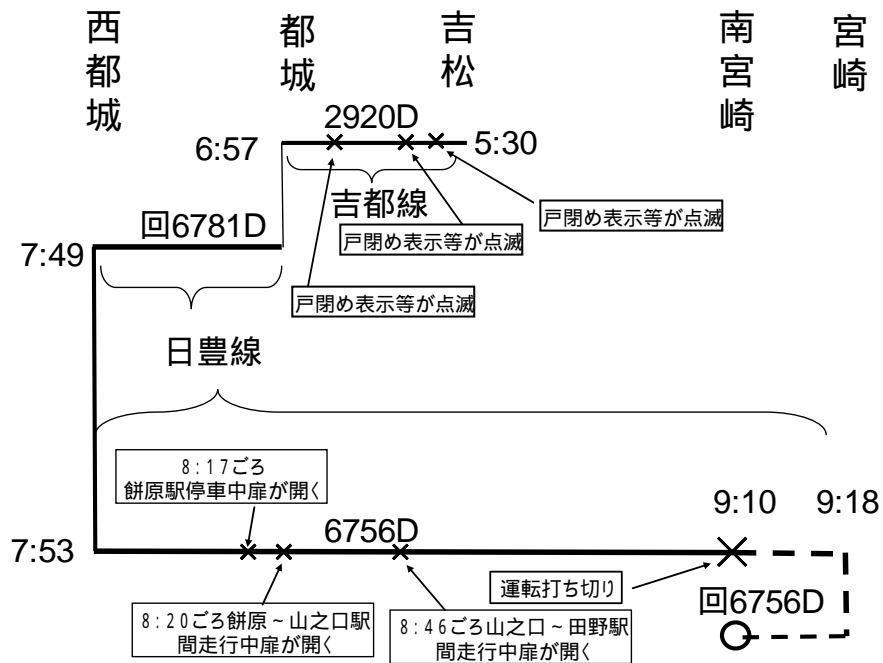 西都城
都城
吉松
南宮崎
宮崎
2920D
6:57
5:30
吉都線
戸閉め表示等が点滅
戸閉め表示等が点滅
戸閉め表示等が点滅
回6781D
7:49
日豊線
8:17ごろ
餅原駅停車中扉が開く
9:10
9:18
7:53
6756D
運転打ち切り
回6756D
8:20ごろ餅原~山之口駅
間走行中扉が開く
8:46ごろ山之口~田野駅
間走行中扉が開く